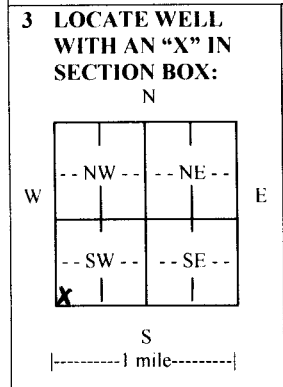 3 LOCATE WELL
WITH AN “X” IN
SECTION BOX:
N
-- NW -- -- NE --
W E
-- SW -- -- SE --
X
S
|----------1 mile---------|